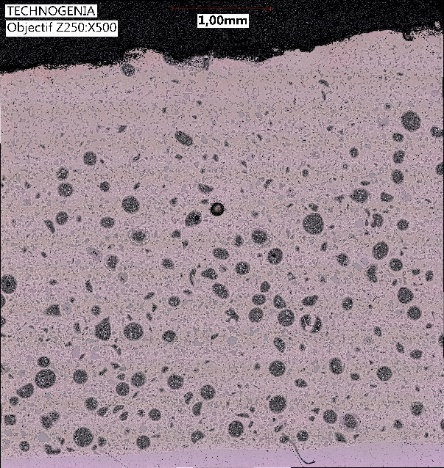 TECHNOGENIA
Objectif Z250:X500
1,00mm